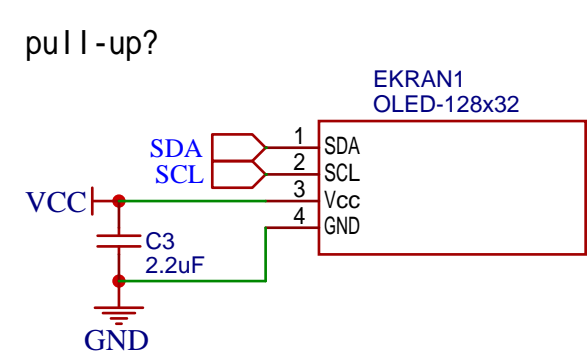 pull-up?
EKRAN1
OLED-128x32
SDA 1 SDA
SCL 2 SCL
VCC 3 Vcc
4 GND
C3
2.2uF
GND